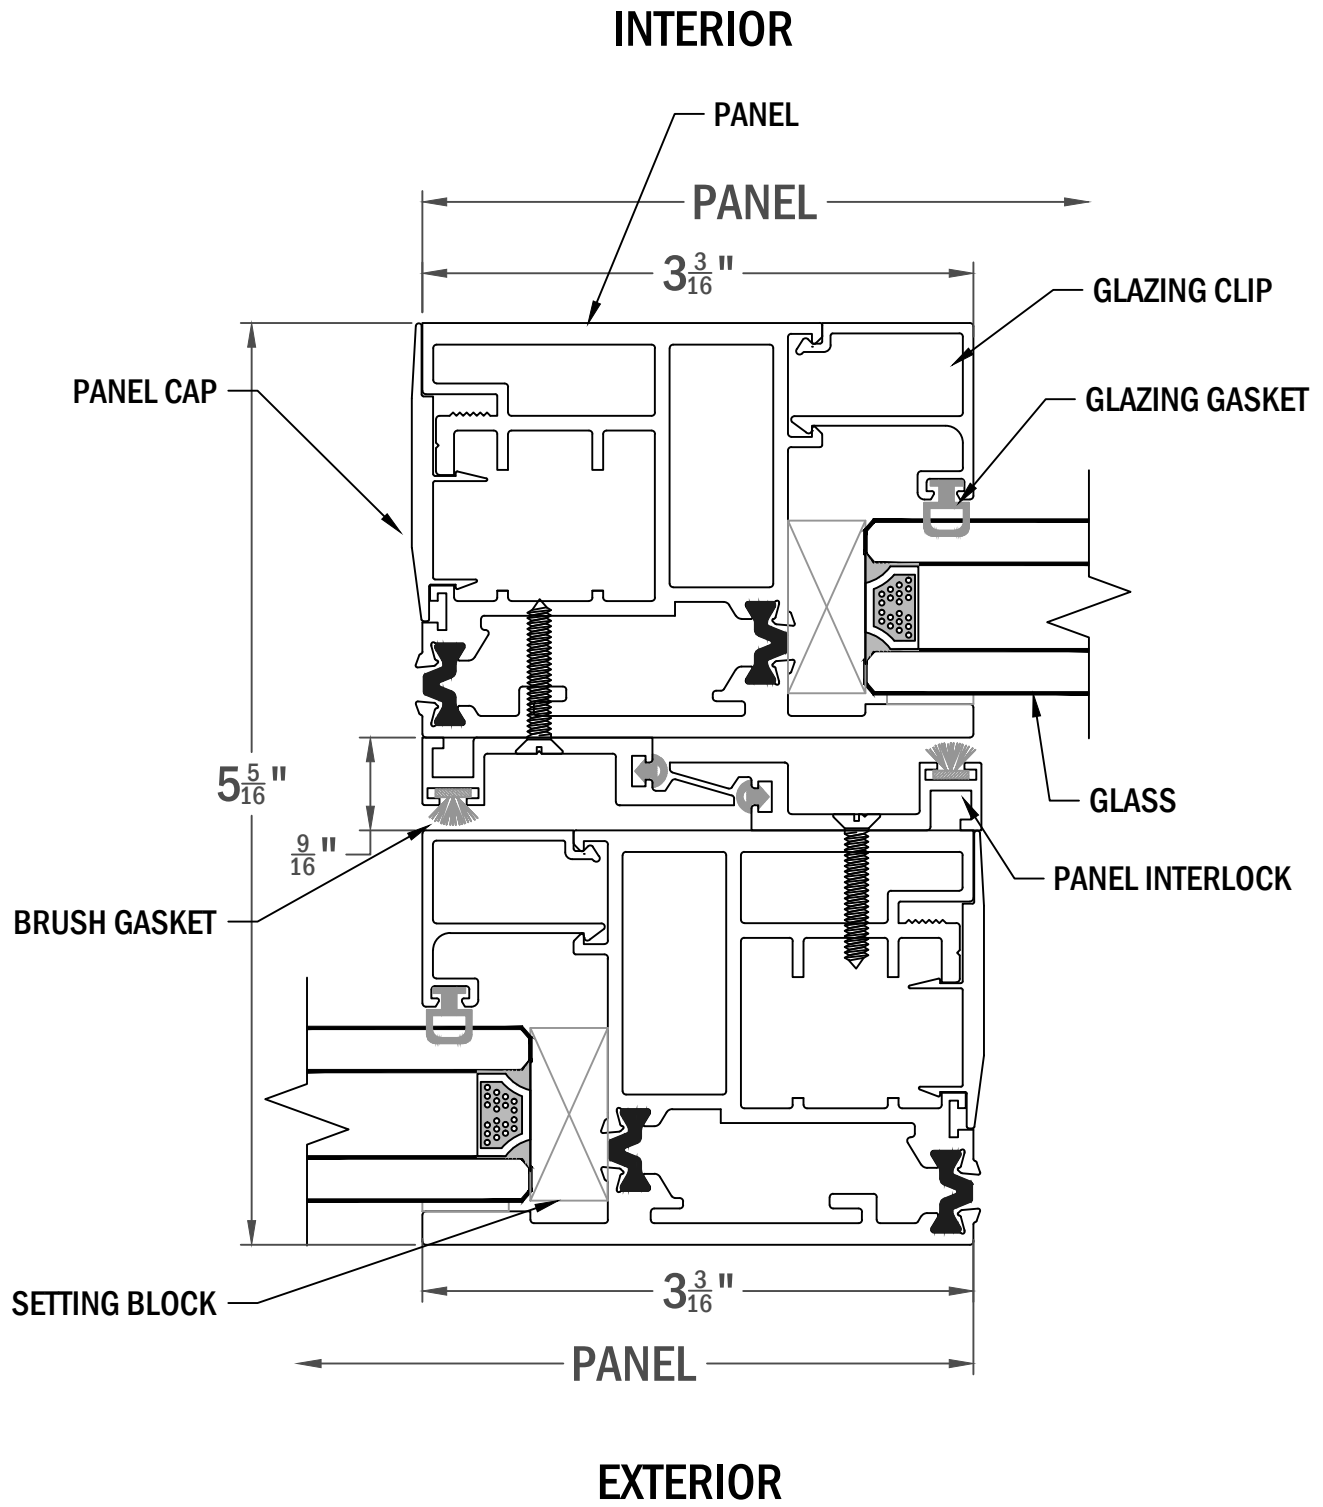 INTERIOR
PANEL
PANEL
3 3/16"
GLAZING CLIP
PANEL CAP
GLAZING GASKET
5 5/16"
GLASS
9/16"
PANEL INTERLOCK
BRUSH GASKET
SETTING BLOCK
3 3/16"
PANEL
EXTERIOR